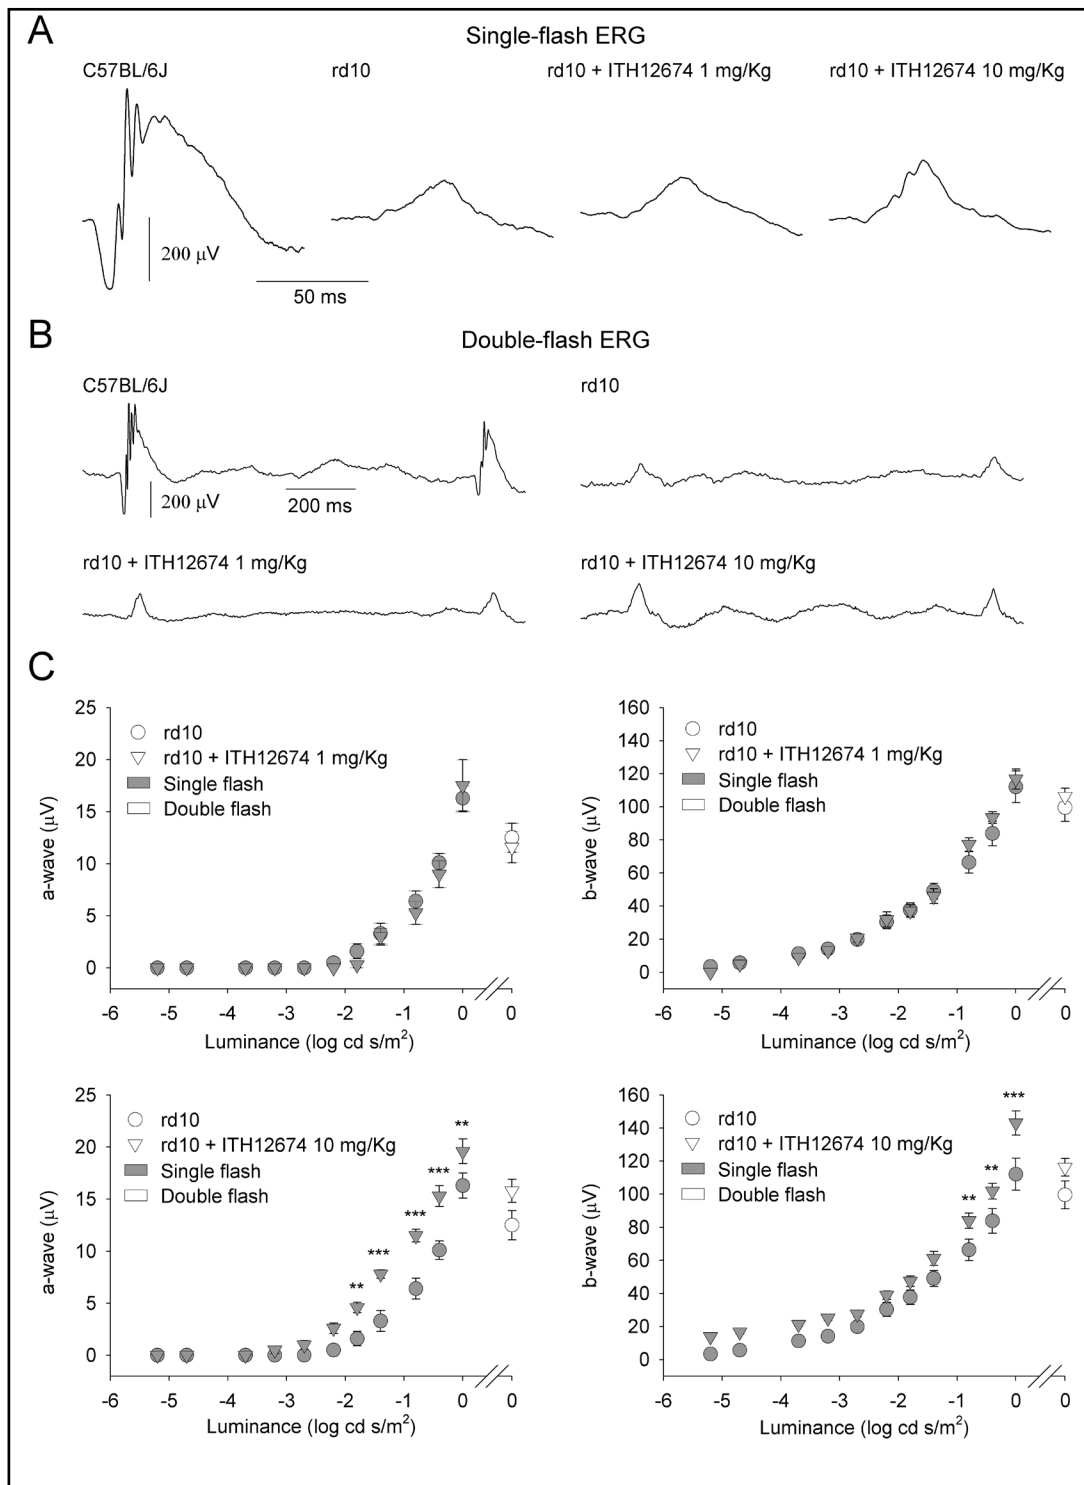 A
Single-flash ERG
C57BL/6J
rd10
rd10 + ITH12674 1 mg/Kg
rd10 + ITH12674 10 mg/Kg
200 µV
50 ms
B
Double-flash ERG
C57BL/6J
rd10
200 µV
200 ms
rd10 + ITH12674 1 mg/Kg
rd10 + ITH12674 10 mg/Kg
C
25
20
15
10
5
0
a-wave (µV)
rd10
rd10 + ITH12674 1 mg/Kg
Single flash
Double flash
-6 -5 -4 -3 -2 -1 0 0
Luminance (log cd s/m²)
160
140
120
100
80
60
40
20
0
b-wave (µV)
rd10
rd10 + ITH12674 1 mg/Kg
Single flash
Double flash
-6 -5 -4 -3 -2 -1 0 0
Luminance (log cd s/m²)
25
20
15
10
5
0
a-wave (µV)
rd10
rd10 + ITH12674 10 mg/Kg
Single flash
Double flash
** *** *** *** **
-6 -5 -4 -3 -2 -1 0 0
Luminance (log cd s/m²)
160
140
120
100
80
60
40
20
0
b-wave (µV)
rd10
rd10 + ITH12674 10 mg/Kg
Single flash
Double flash
** ** ***
-6 -5 -4 -3 -2 -1 0 0
Luminance (log cd s/m²)